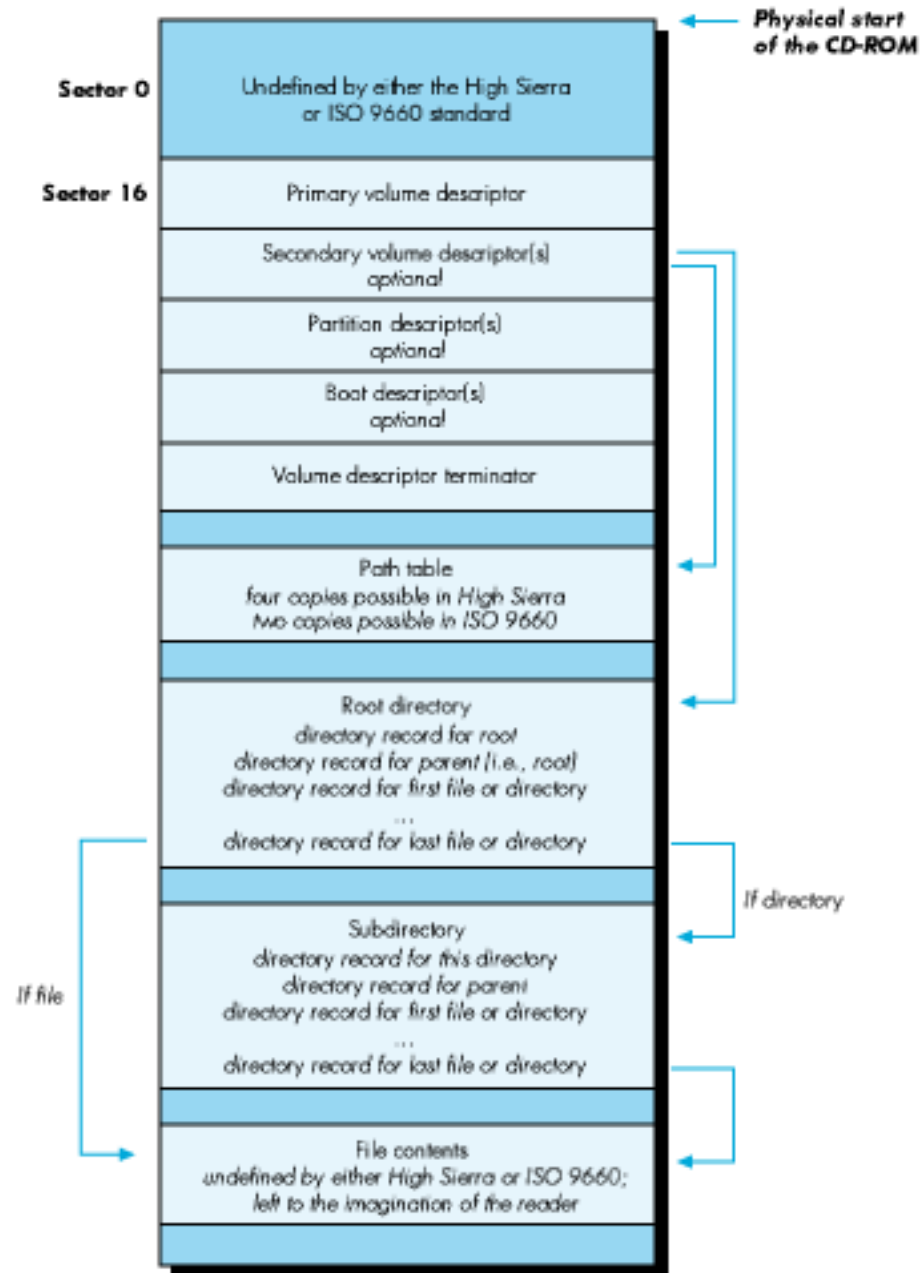 Physical start
of the CD-ROM
Sector 0
Undefined by either the High Sierra
or ISO 9660 standard
Sector 16
Primary volume descriptor
Secondary volume descriptor(s)
optional
Partition descriptor(s)
optional
Boot descriptor(s)
optional
Volume descriptor terminator
Path table
four copies possible in High Sierra
two copies possible in ISO 9660
Root directory
directory record for root
directory record for parent (i.e., root)
directory record for first file or directory
...
directory record for last file or directory
If directory
Subdirectory
directory record for this directory
directory record for parent
directory record for first file or directory
...
directory record for last file or directory
If file
File contents
undefined by either High Sierra or ISO 9660;
left to the imagination of the reader